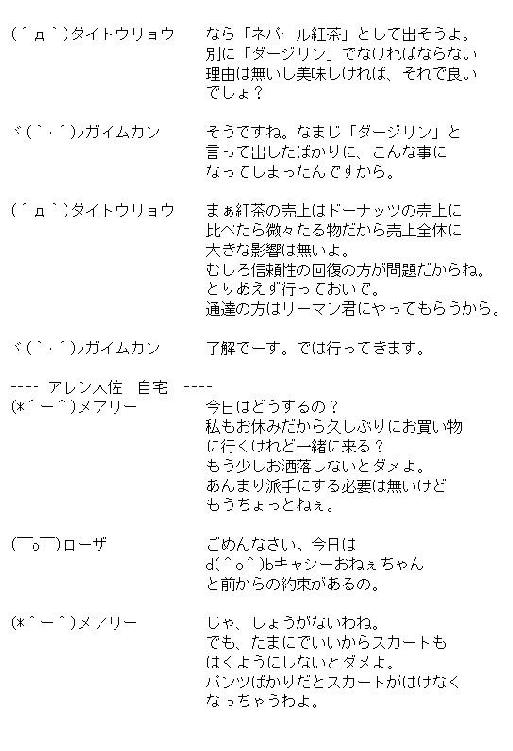 (´д｀)ダイトウリョウ　なら「ネパール紅茶」として出そうよ。
別に「ダージリン」でなければならない
理由は無いし美味しければ、それで良い
でしょ？
ヾ(｀・´)ノガイムカン　そうですね。なまじ「ダージリン」と
言って出したばかりに、こんな事に
なってしまったんですから。
(´д｀)ダイトウリョウ　まぁ紅茶の売上はドーナッツの売上に
比べたら微々たる物だから売上全体に
大きな影響は無いよ。
むしろ信頼性の回復の方が問題だからね。
とりあえず行っておいで。
通達の方はリーマン君にやってもらうから。
ヾ(｀・´)ノガイムカン　了解でーす。では行ってきます。
---- アレン大佐　自宅　----
(*＾ー＾)メアリー　今日はどうするの？
私もお休みだから久しぶりにお買い物
に行くけれど一緒に来る？
もう少しお洒落しないとダメよ。
あんまり派手にする必要は無いけど
もうちょっとねぇ。
(￣o￣)ローザ　ごめんなさい、今日は
d(＾o＾)bキャシーおねぇちゃん
と前からの約束があるの。
(*＾ー＾)メアリー　じゃ、しょうがないわね。
でも、たまにでいいからスカートも
はくようにしないとダメよ。
パンツばかりだとスカートがはけなく
なっちゃうわよ。